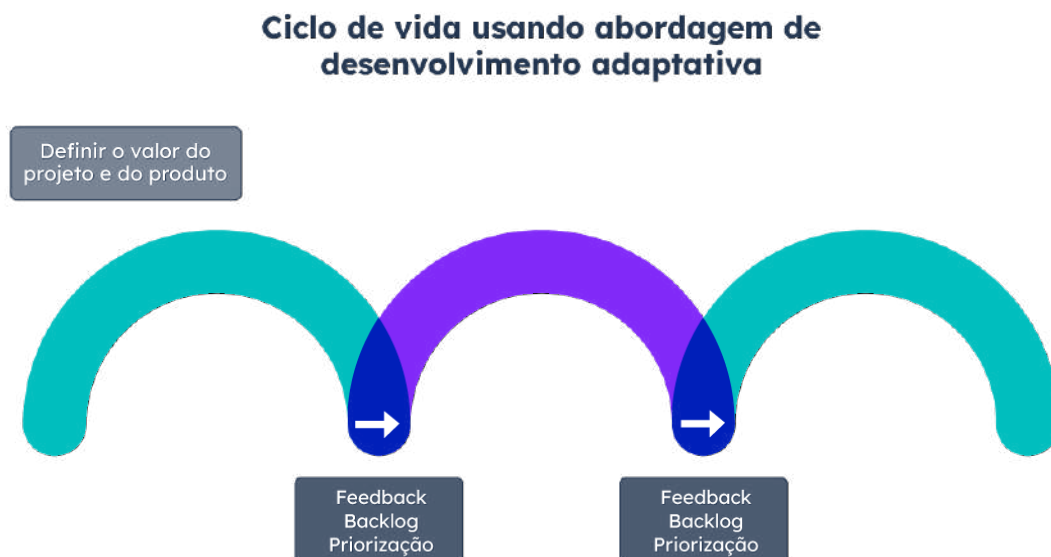 Ciclo de vida usando abordagem de
desenvolvimento adaptativa
Definir o valor do
projeto e do produto
Feedback
Backlog
Priorização
Feedback
Backlog
Priorização